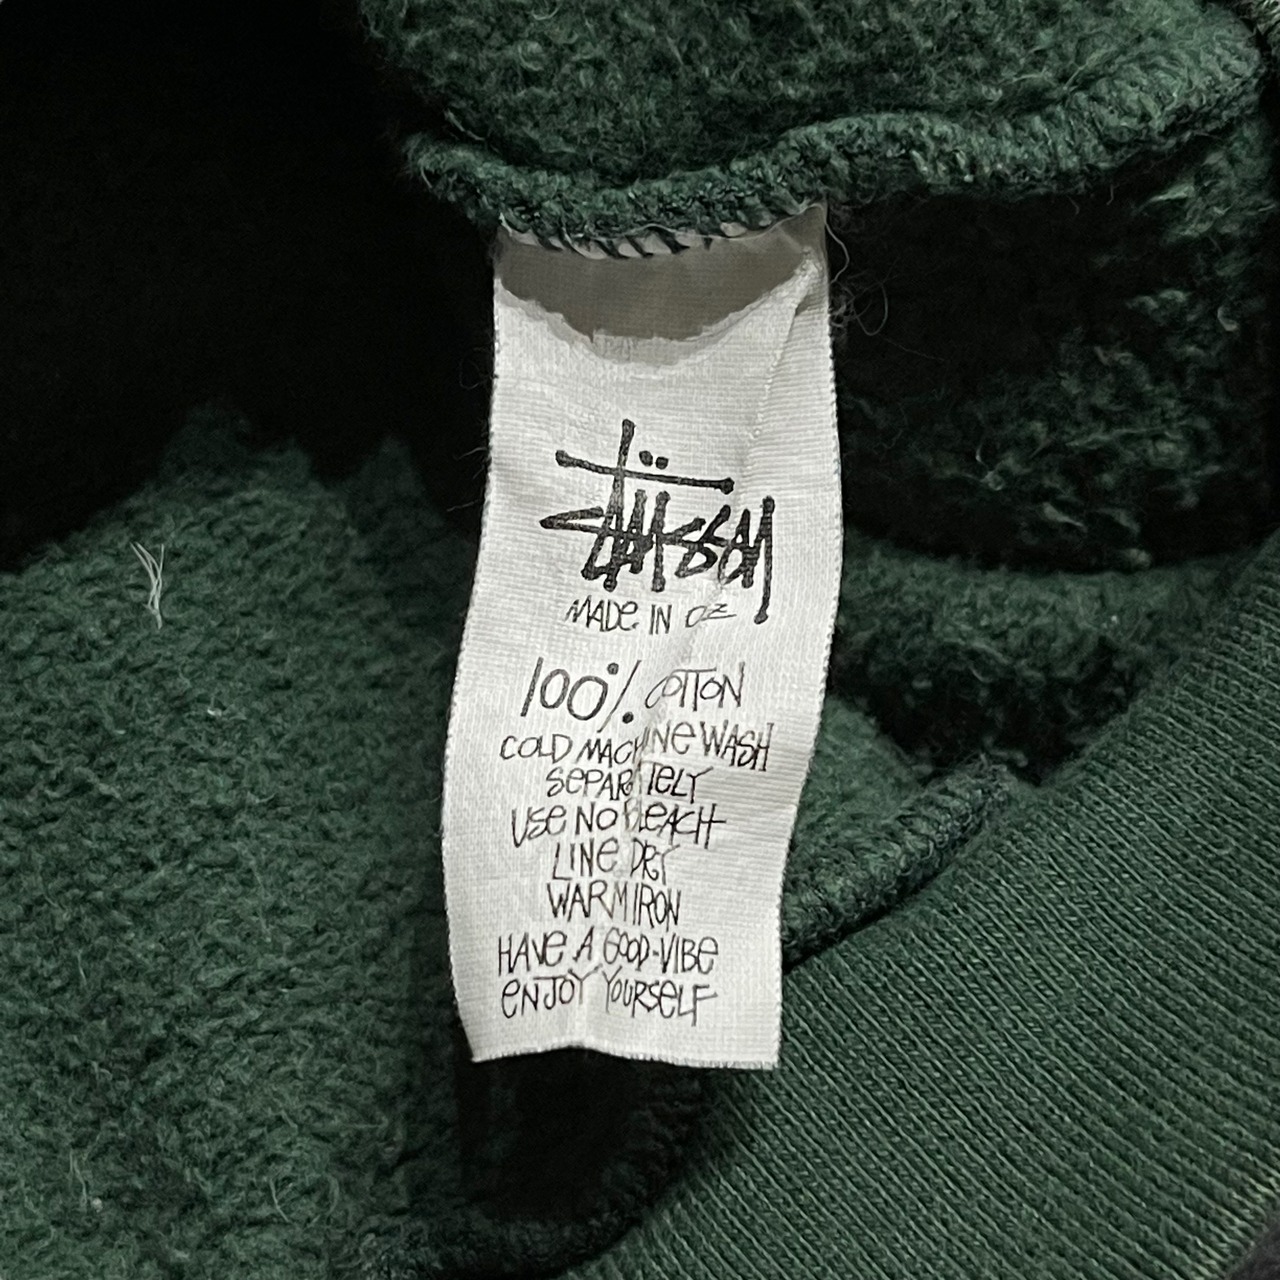 STÜSSY
MADE IN OZ
100% COTTON
COLD MACHINE WASH
SEPARATELY
USE NO BLEACH
LINE DRY
WARM IRON
HAVE A GOOD-VIBE
ENJOY YOURSELF